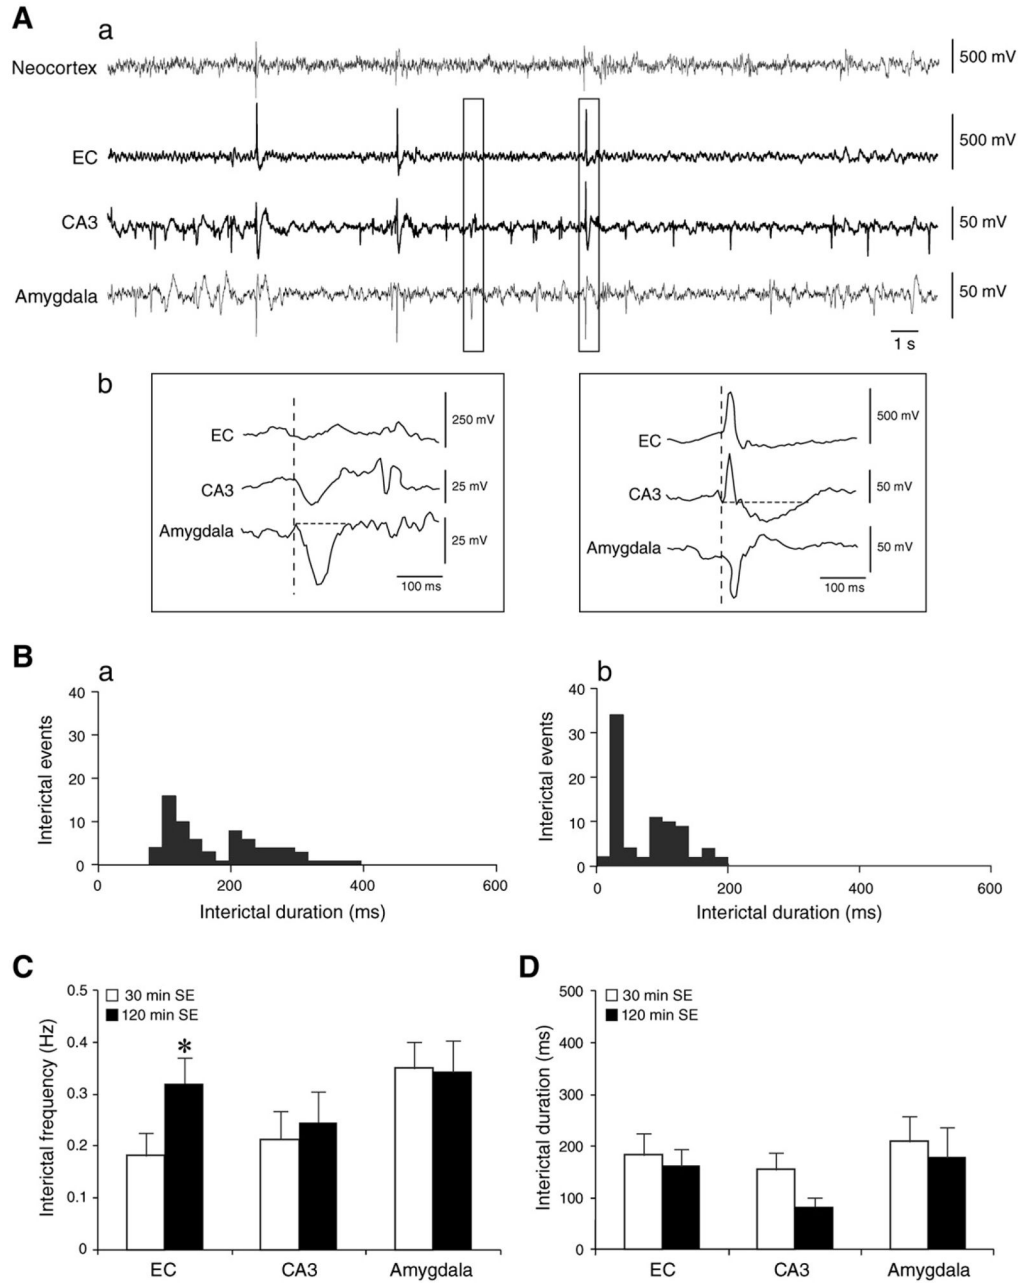 A
a
Neocortex
500 mV
EC
500 mV
CA3
50 mV
Amygdala
50 mV
1 s
b
EC
250 mV
CA3
25 mV
Amygdala
25 mV
100 ms
EC
500 mV
CA3
50 mV
Amygdala
50 mV
100 ms
B
a
Interictal events
40
30
20
10
0
0 200 400 600
Interictal duration (ms)
b
Interictal events
40
30
20
10
0
0 200 400 600
Interictal duration (ms)
C
Interictal frequency (Hz)
0.5
0.4
0.3
0.2
0.1
0
30 min SE
120 min SE
*
EC CA3 Amygdala
D
Interictal duration (ms)
500
400
300
200
100
0
30 min SE
120 min SE
EC CA3 Amygdala